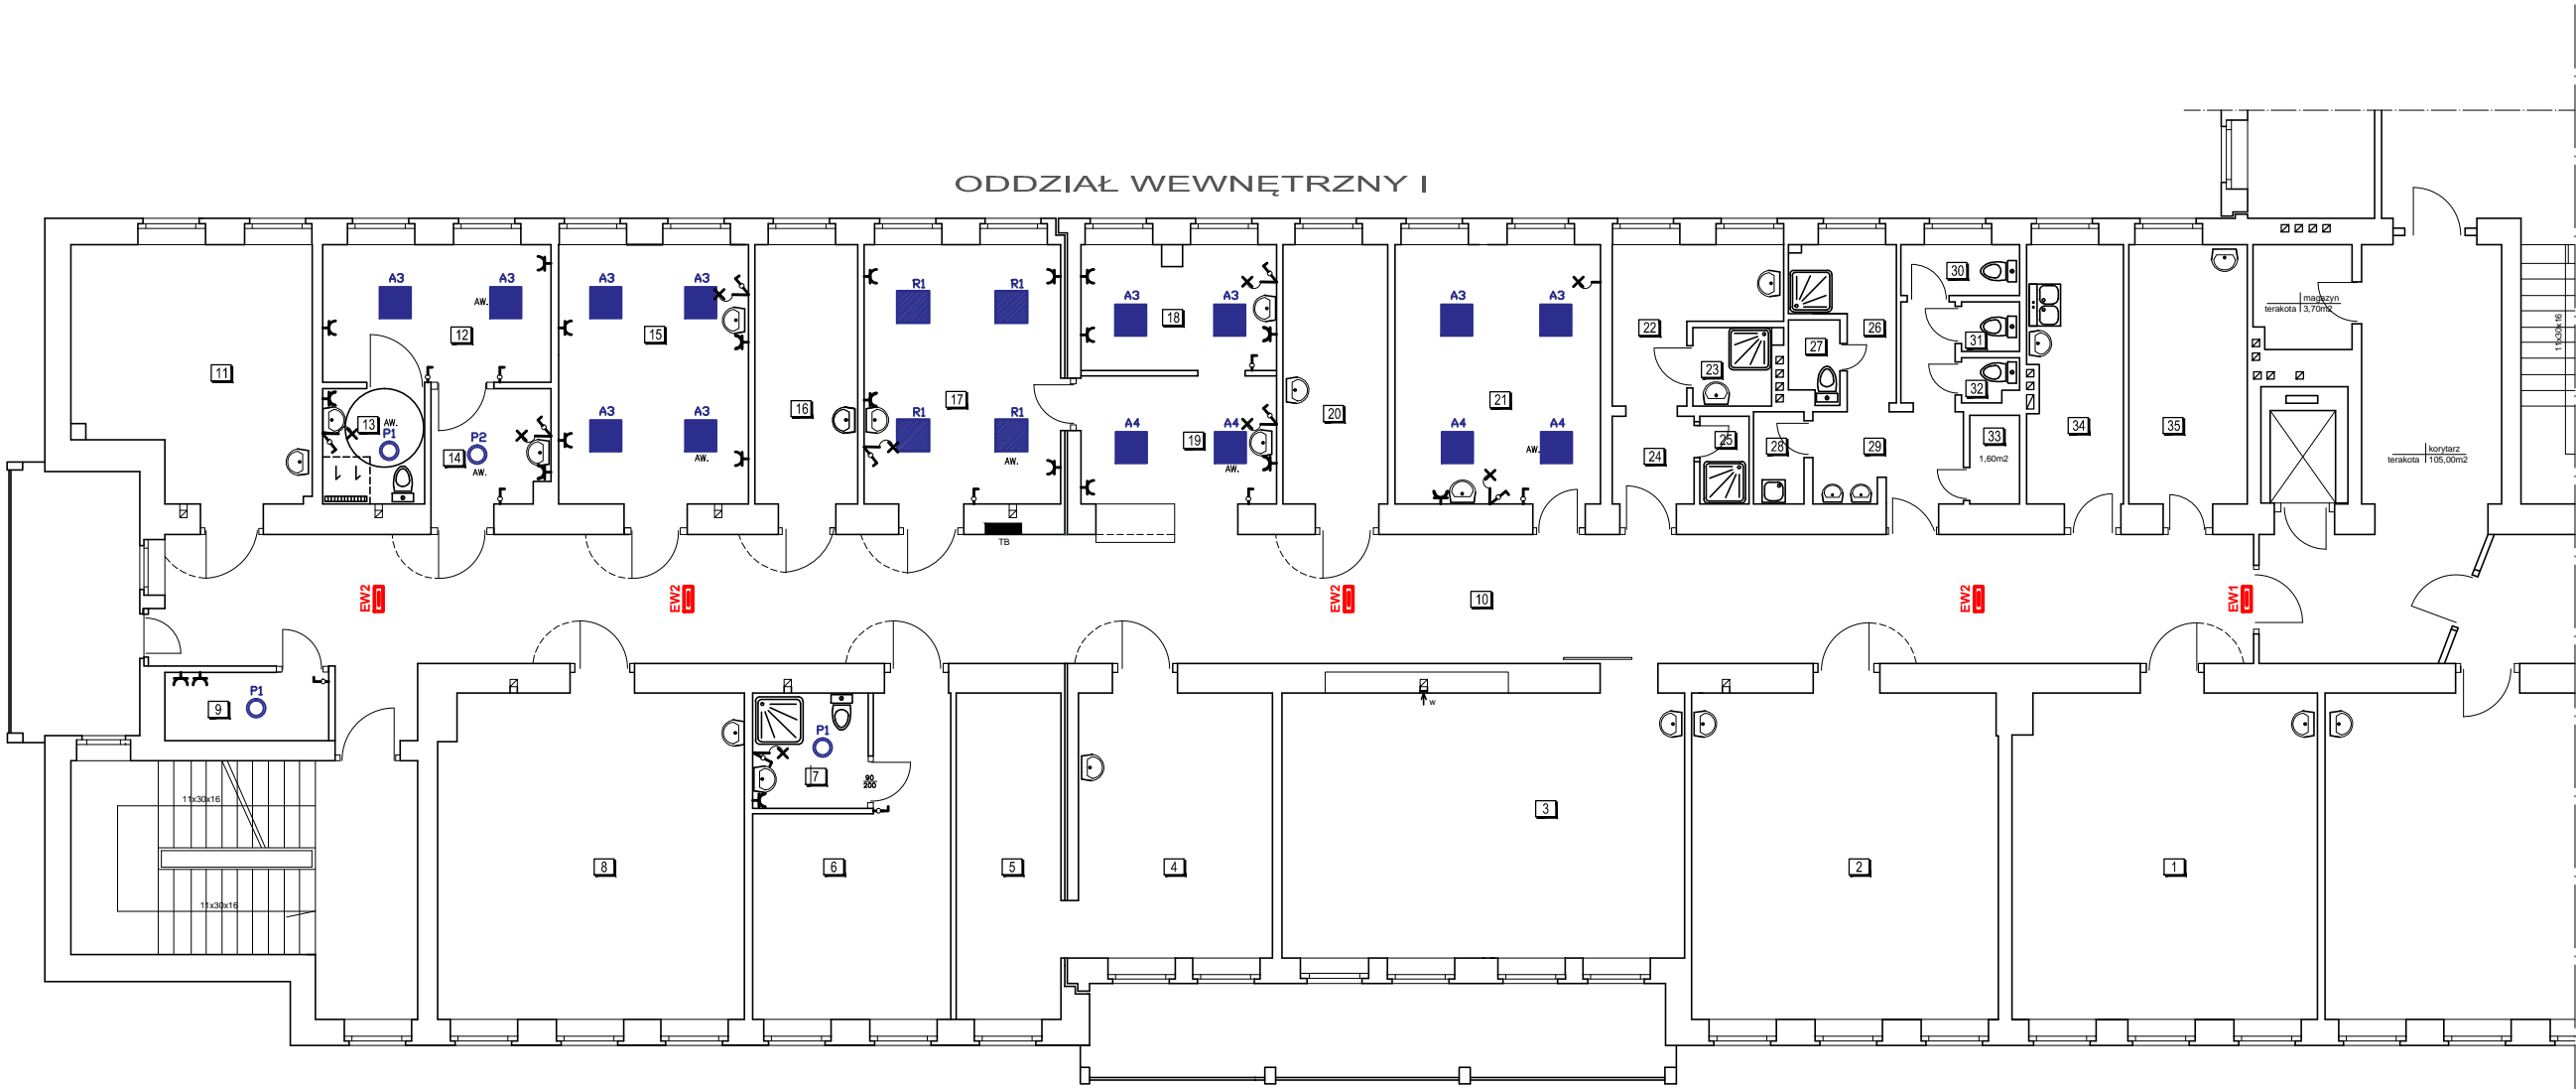 ODDZIAŁ WEWNĘTRZNY I
magazyn
terakota 3,70m2
11x30x16
A3 A3 A3 A3 R1 R1 A3 A3 A3 A3
AW.
30
12 15 18 22 26
31
27
11
23
32
16 17 20 21
A3 A3 R1 R1 A4 A4 A4 A4
13 AW.
P1 P2
14 AW. AW. AW. 19 AW. AW.
24 25 28 29 33 34 35
1,60m2
korytarz
terakota 105,00m2
TB
EW2 EW2 EW2 10 EW2 EW1
9 P1
w
P1
7
90
200
11x30x16
3
8 6 5 4 2 1
11x30x16